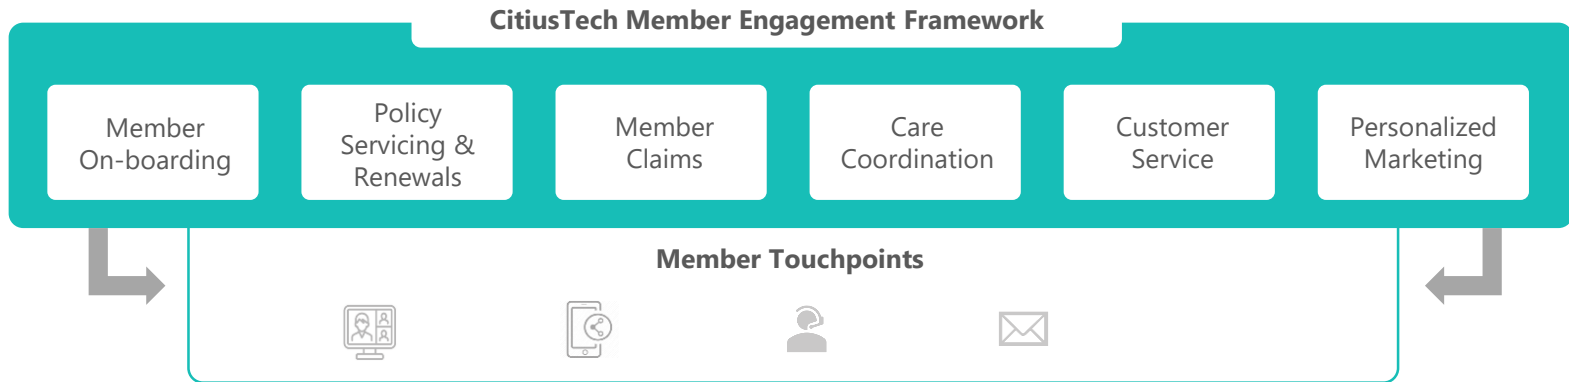 CitiusTech Member Engagement Framework
Member
On-boarding
Policy
Servicing &
Renewals
Member
Claims
Care
Coordination
Customer
Service
Personalized
Marketing
Member Touchpoints